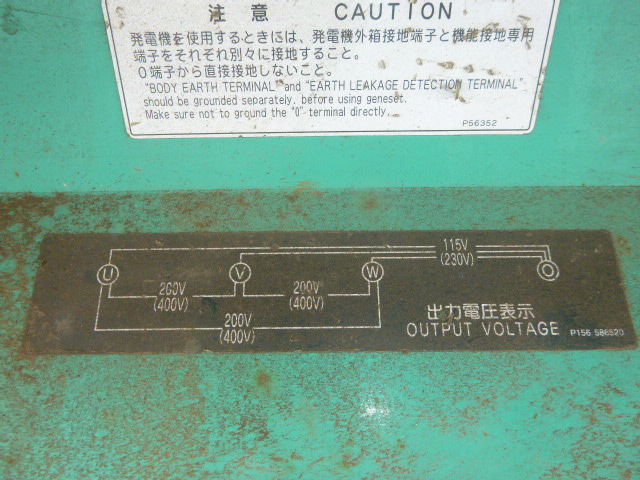 注意 CAUTION
発電機を使用するときには、発電機外箱接地端子と機能接地専用
端子をそれぞれ別々に接地すること。
O端子から直接接地しないこと。
"BODY EARTH TERMINAL" and "EARTH LEAKAGE DETECTION TERMINAL"
should be grounded separately, before using genset.
Make sure not to ground the "O" terminal directly.
P56352
115V
(230V)
U V W O
200V 200V
(400V) (400V)
200V
(400V)
出力電圧表示
OUTPUT VOLTAGE P156 586520